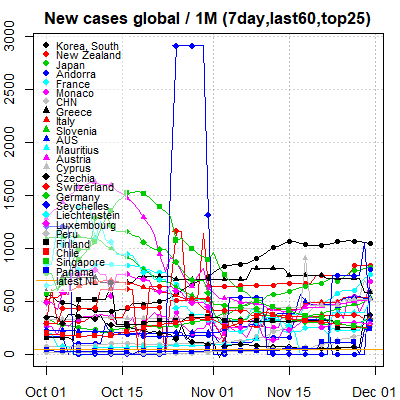 New cases global / 1M (7day,last60,top25)
3000
2500
2000
1500
1000
500
0
Korea, South
New Zealand
Japan
Andorra
France
Monaco
CHN
Greece
Italy
Slovenia
AUS
Mauritius
Austria
Cyprus
Czechia
Switzerland
Germany
Seychelles
Liechtenstein
Luxembourg
Peru
Finland
Chile
Singapore
Panama
latest NL
Oct 01
Oct 15
Nov 01
Nov 15
Dec 01